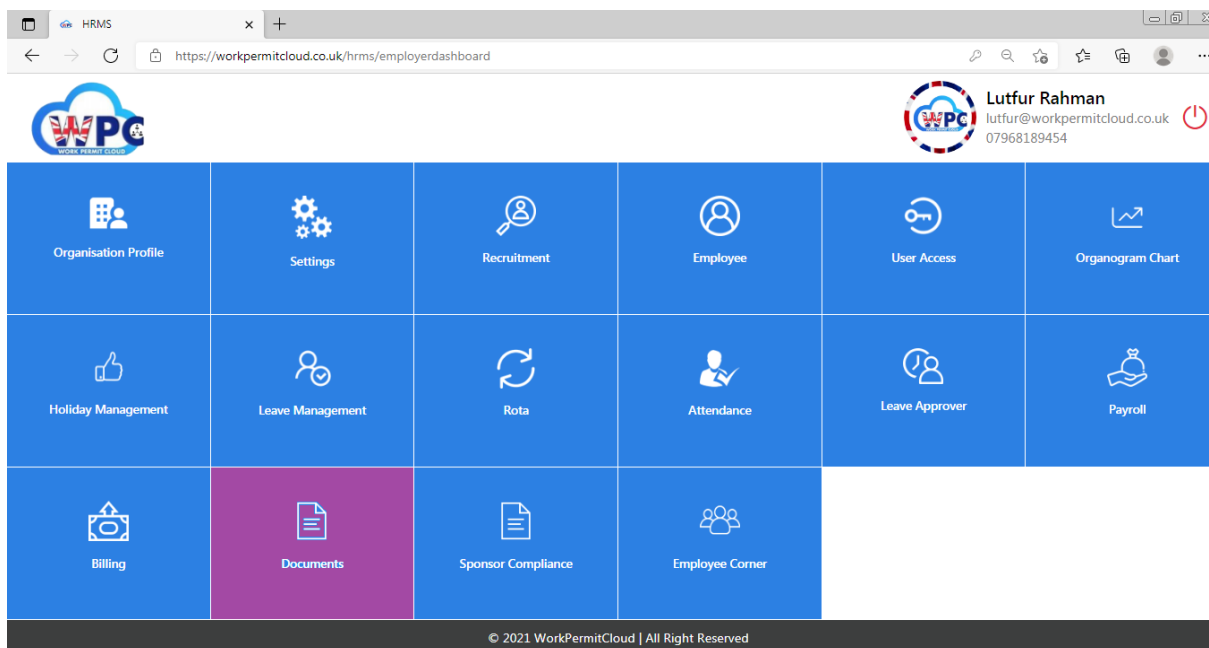 HRMS
https://workpermitcloud.co.uk/hrms/employerdashboard
WPC
WORK PERMIT CLOUD
WPC
Lutfur Rahman
lutfur@workpermitcloud.co.uk
07968189454
Organisation Profile
Settings
Recruitment
Employee
User Access
Organogram Chart
Holiday Management
Leave Management
Rota
Attendance
Leave Approver
Payroll
Billing
Documents
Sponsor Compliance
Employee Corner
© 2021 WorkPermitCloud | All Right Reserved